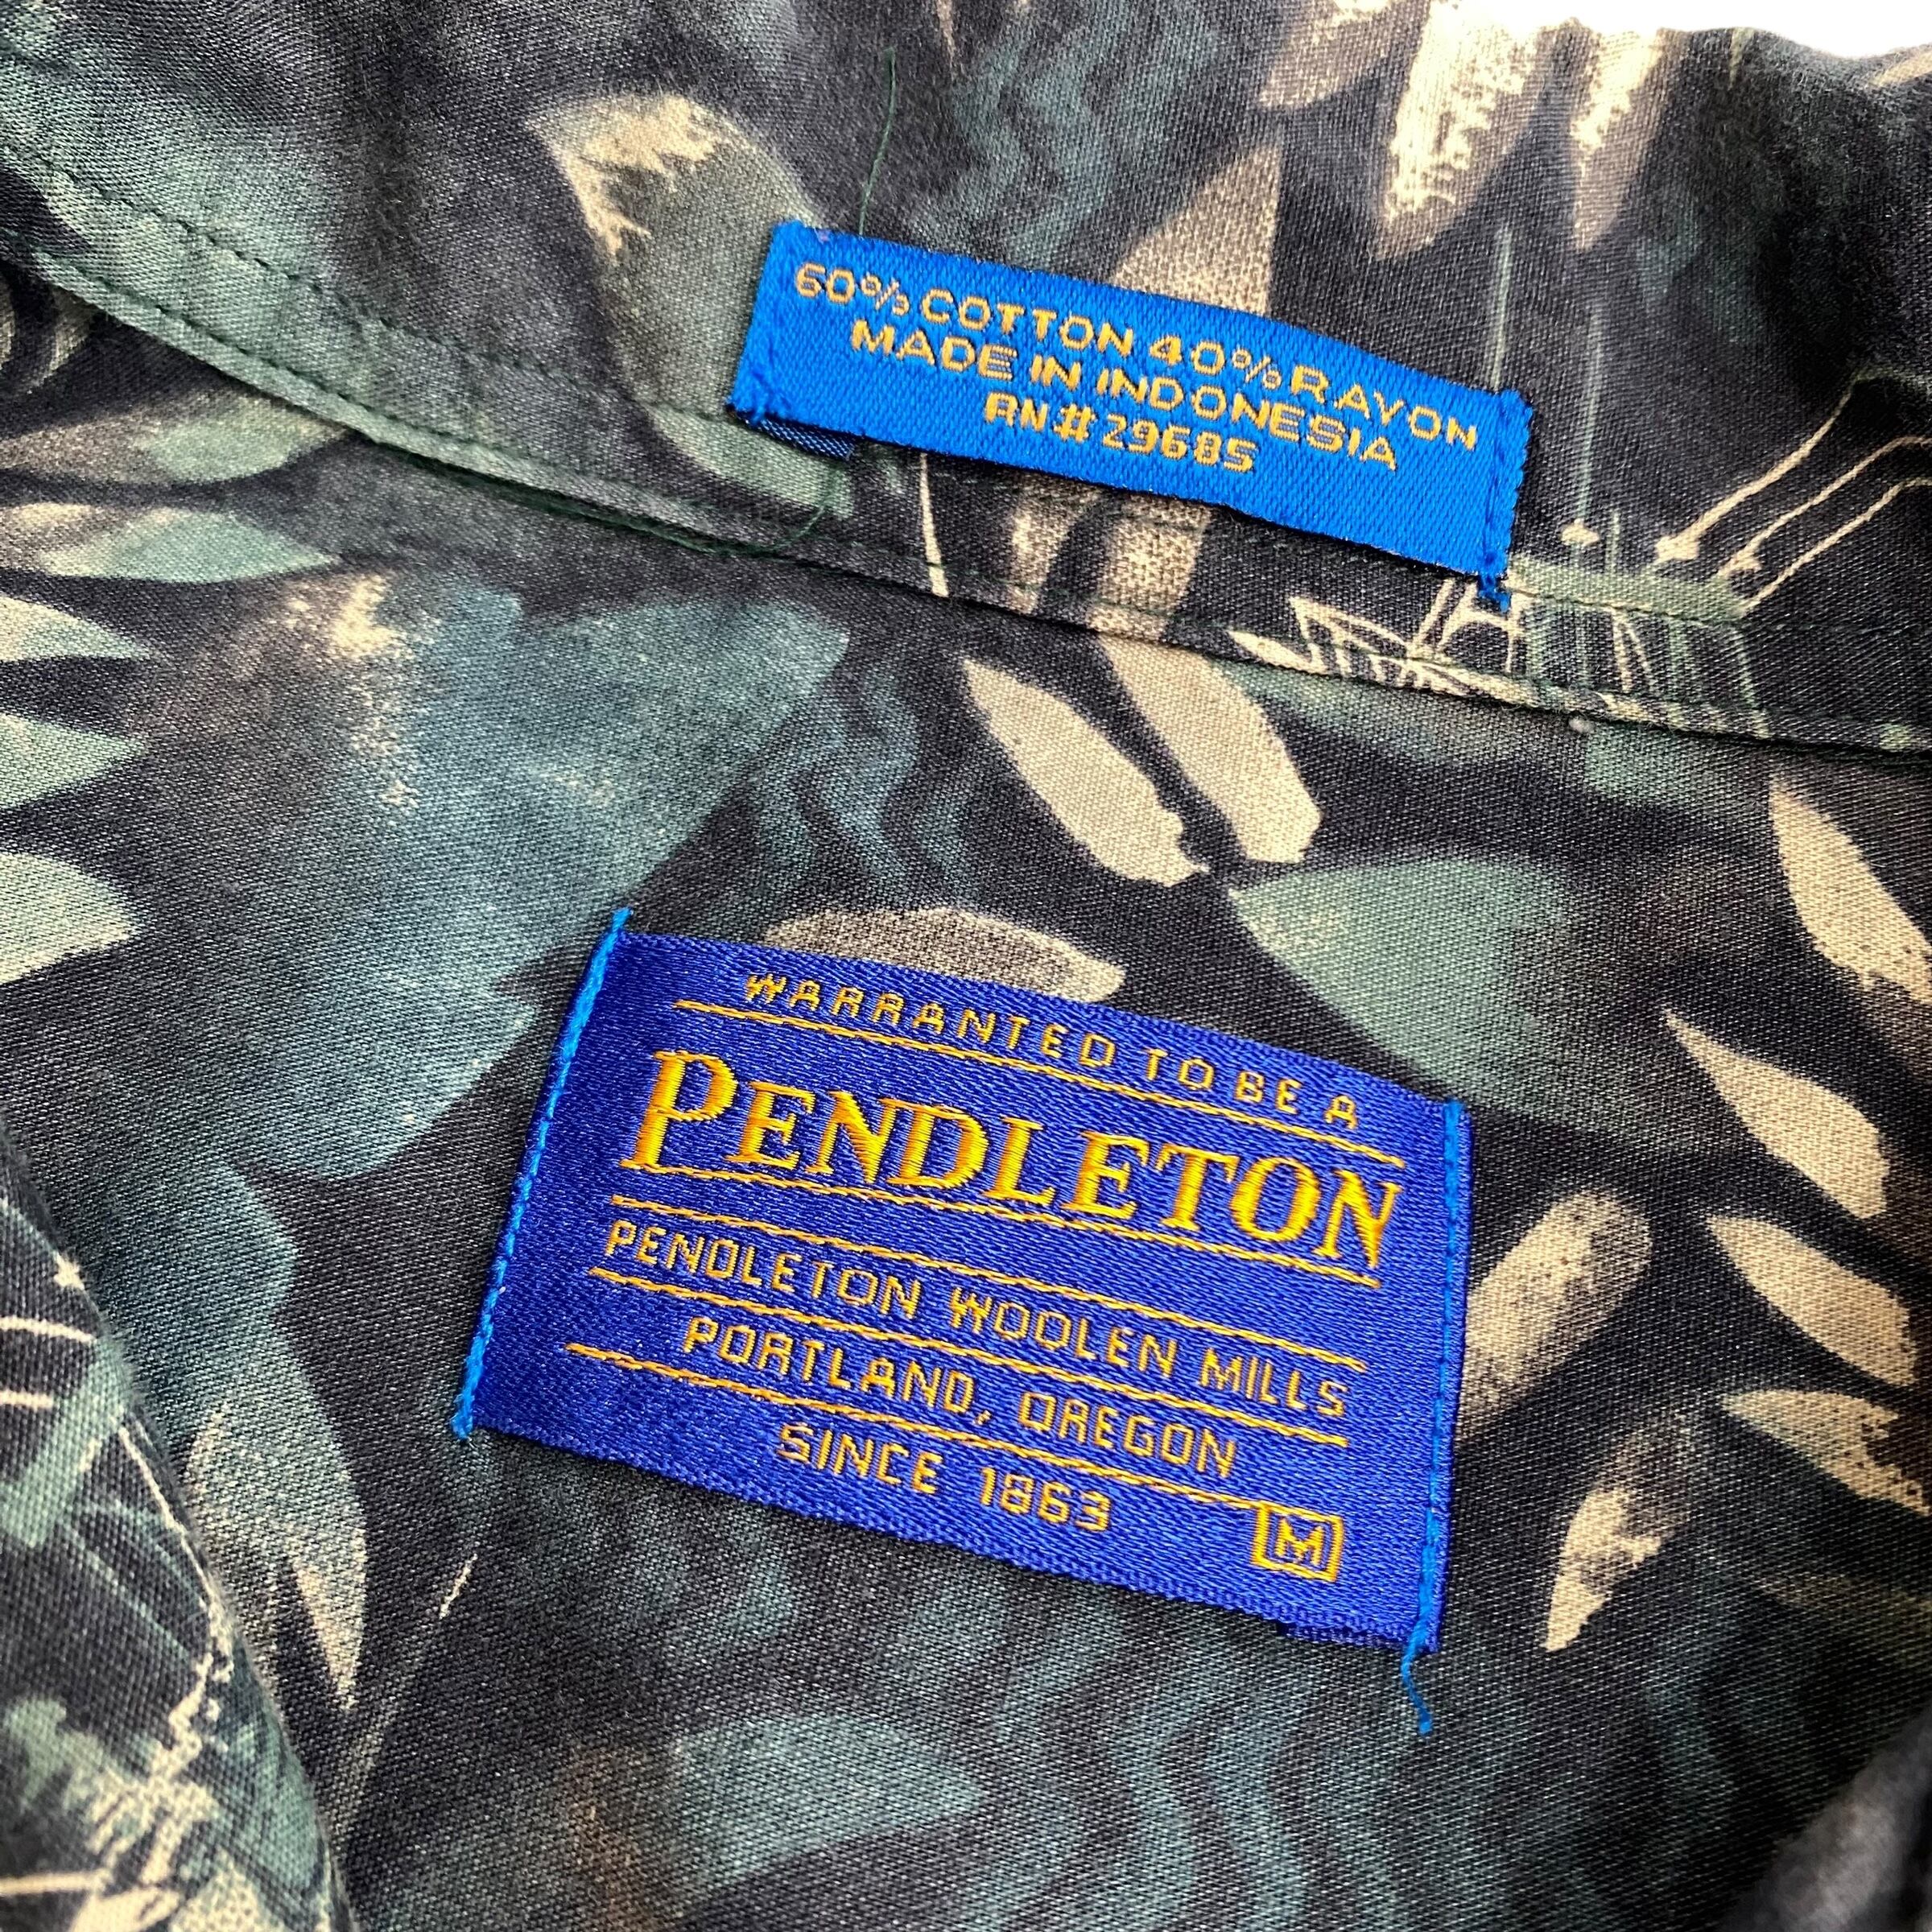 60% COTTON 40% RAYON
MADE IN INDONESIA
RN# 29685
WARRANTED TO BE A
PENDLETON
PENDLETON WOOLEN MILLS
PORTLAND, OREGON
SINCE 1863
M